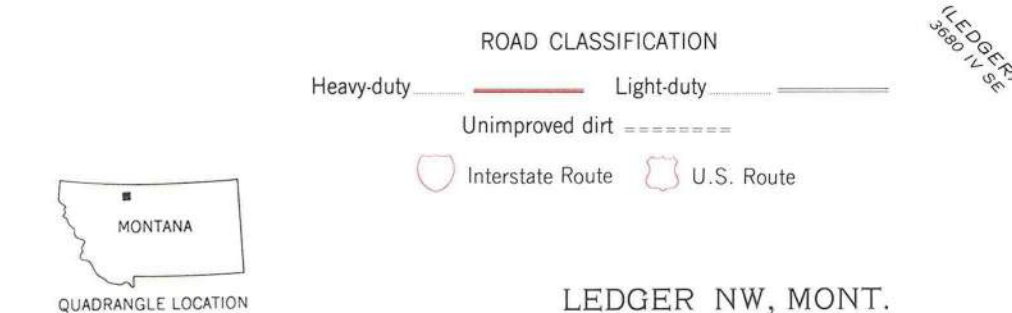 ROAD CLASSIFICATION
(LEDGER)
3680 IV SE
Heavy-duty Light-duty
Unimproved dirt
Interstate Route U.S. Route
MONTANA
QUADRANGLE LOCATION
LEDGER NW, MONT.